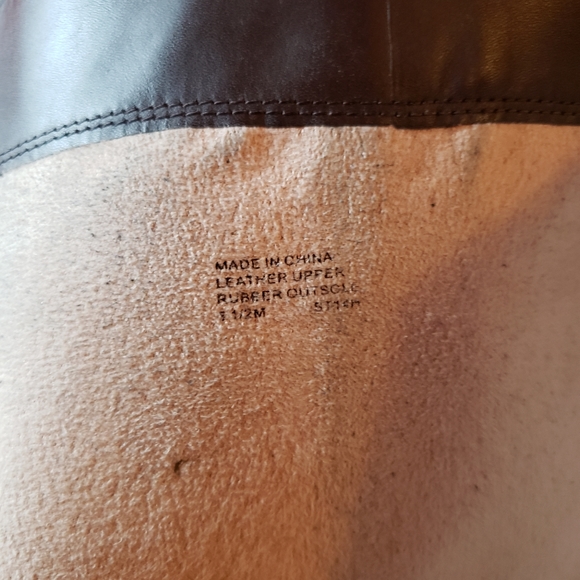 MADE IN CHINA
LEATHER UPPER
RUBBER OUTSOLE
1/2M